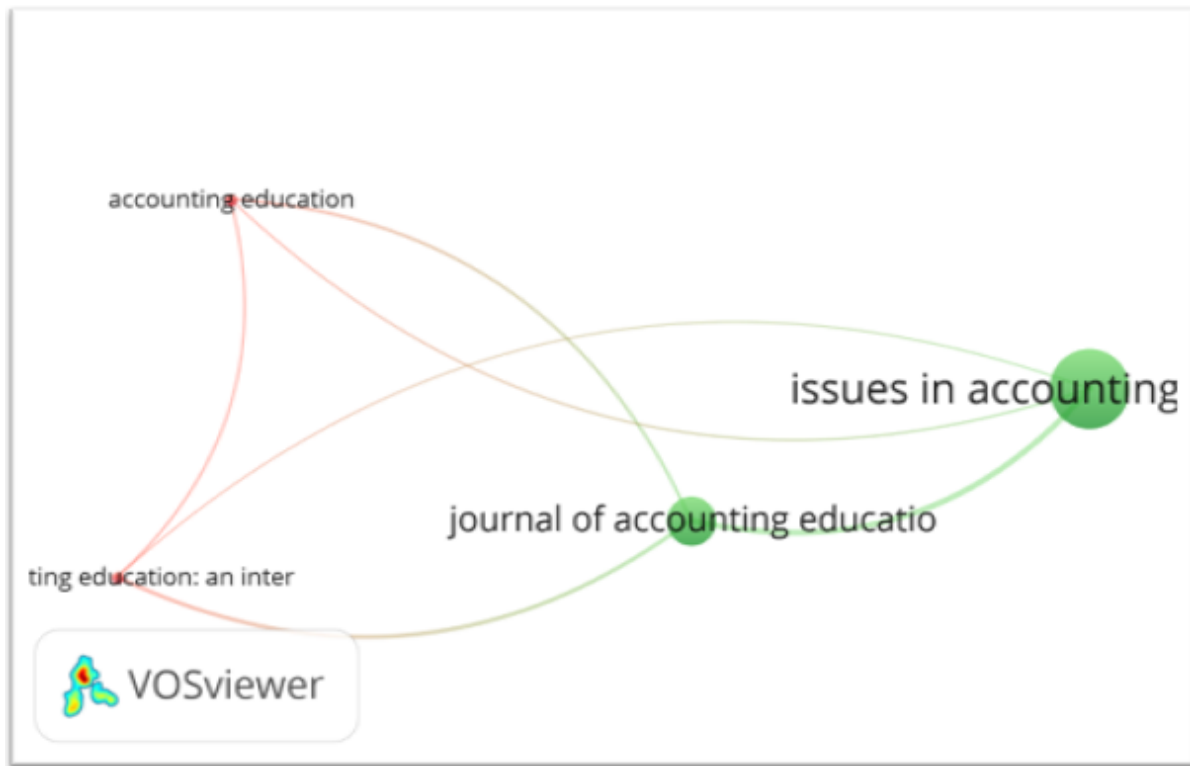 accounting education
issues in accounting
journal of accounting educatio
ting education: an inter
VOSviewer